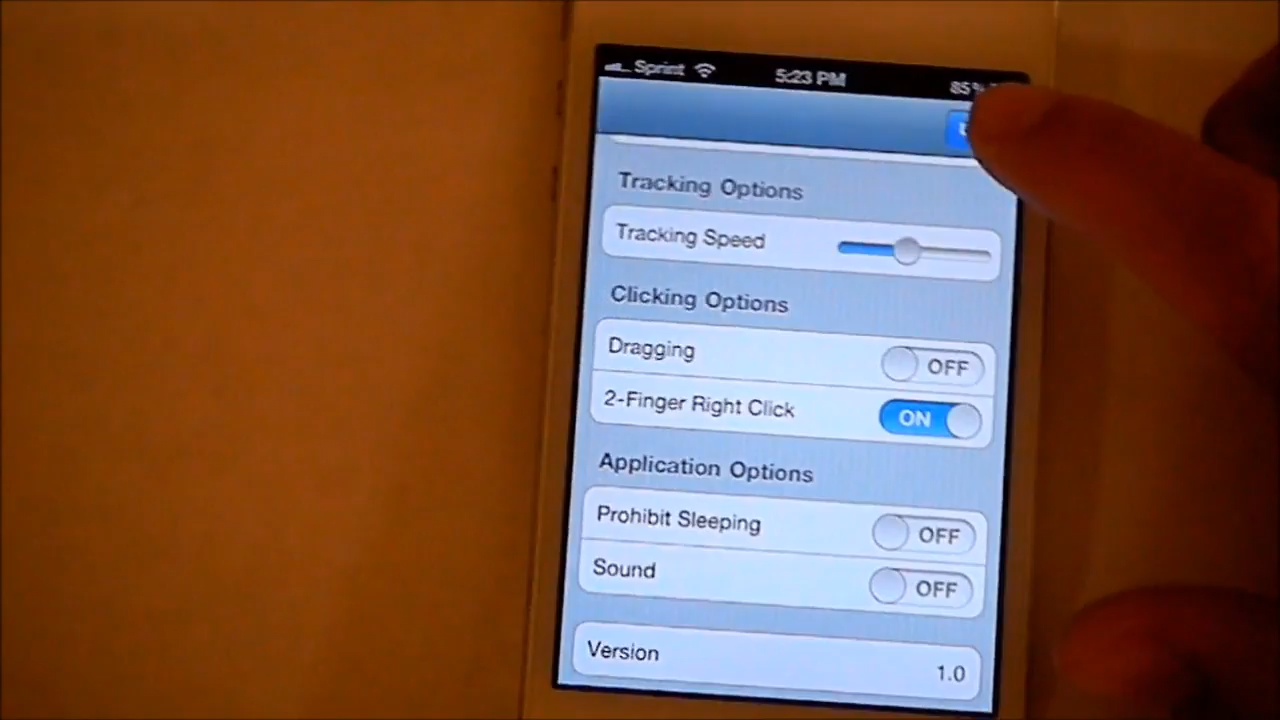 Sprint 5:23 PM 85%
Tracking Options
Tracking Speed
Clicking Options
Dragging OFF
2-Finger Right Click ON
Application Options
Prohibit Sleeping OFF
Sound OFF
Version 1.0